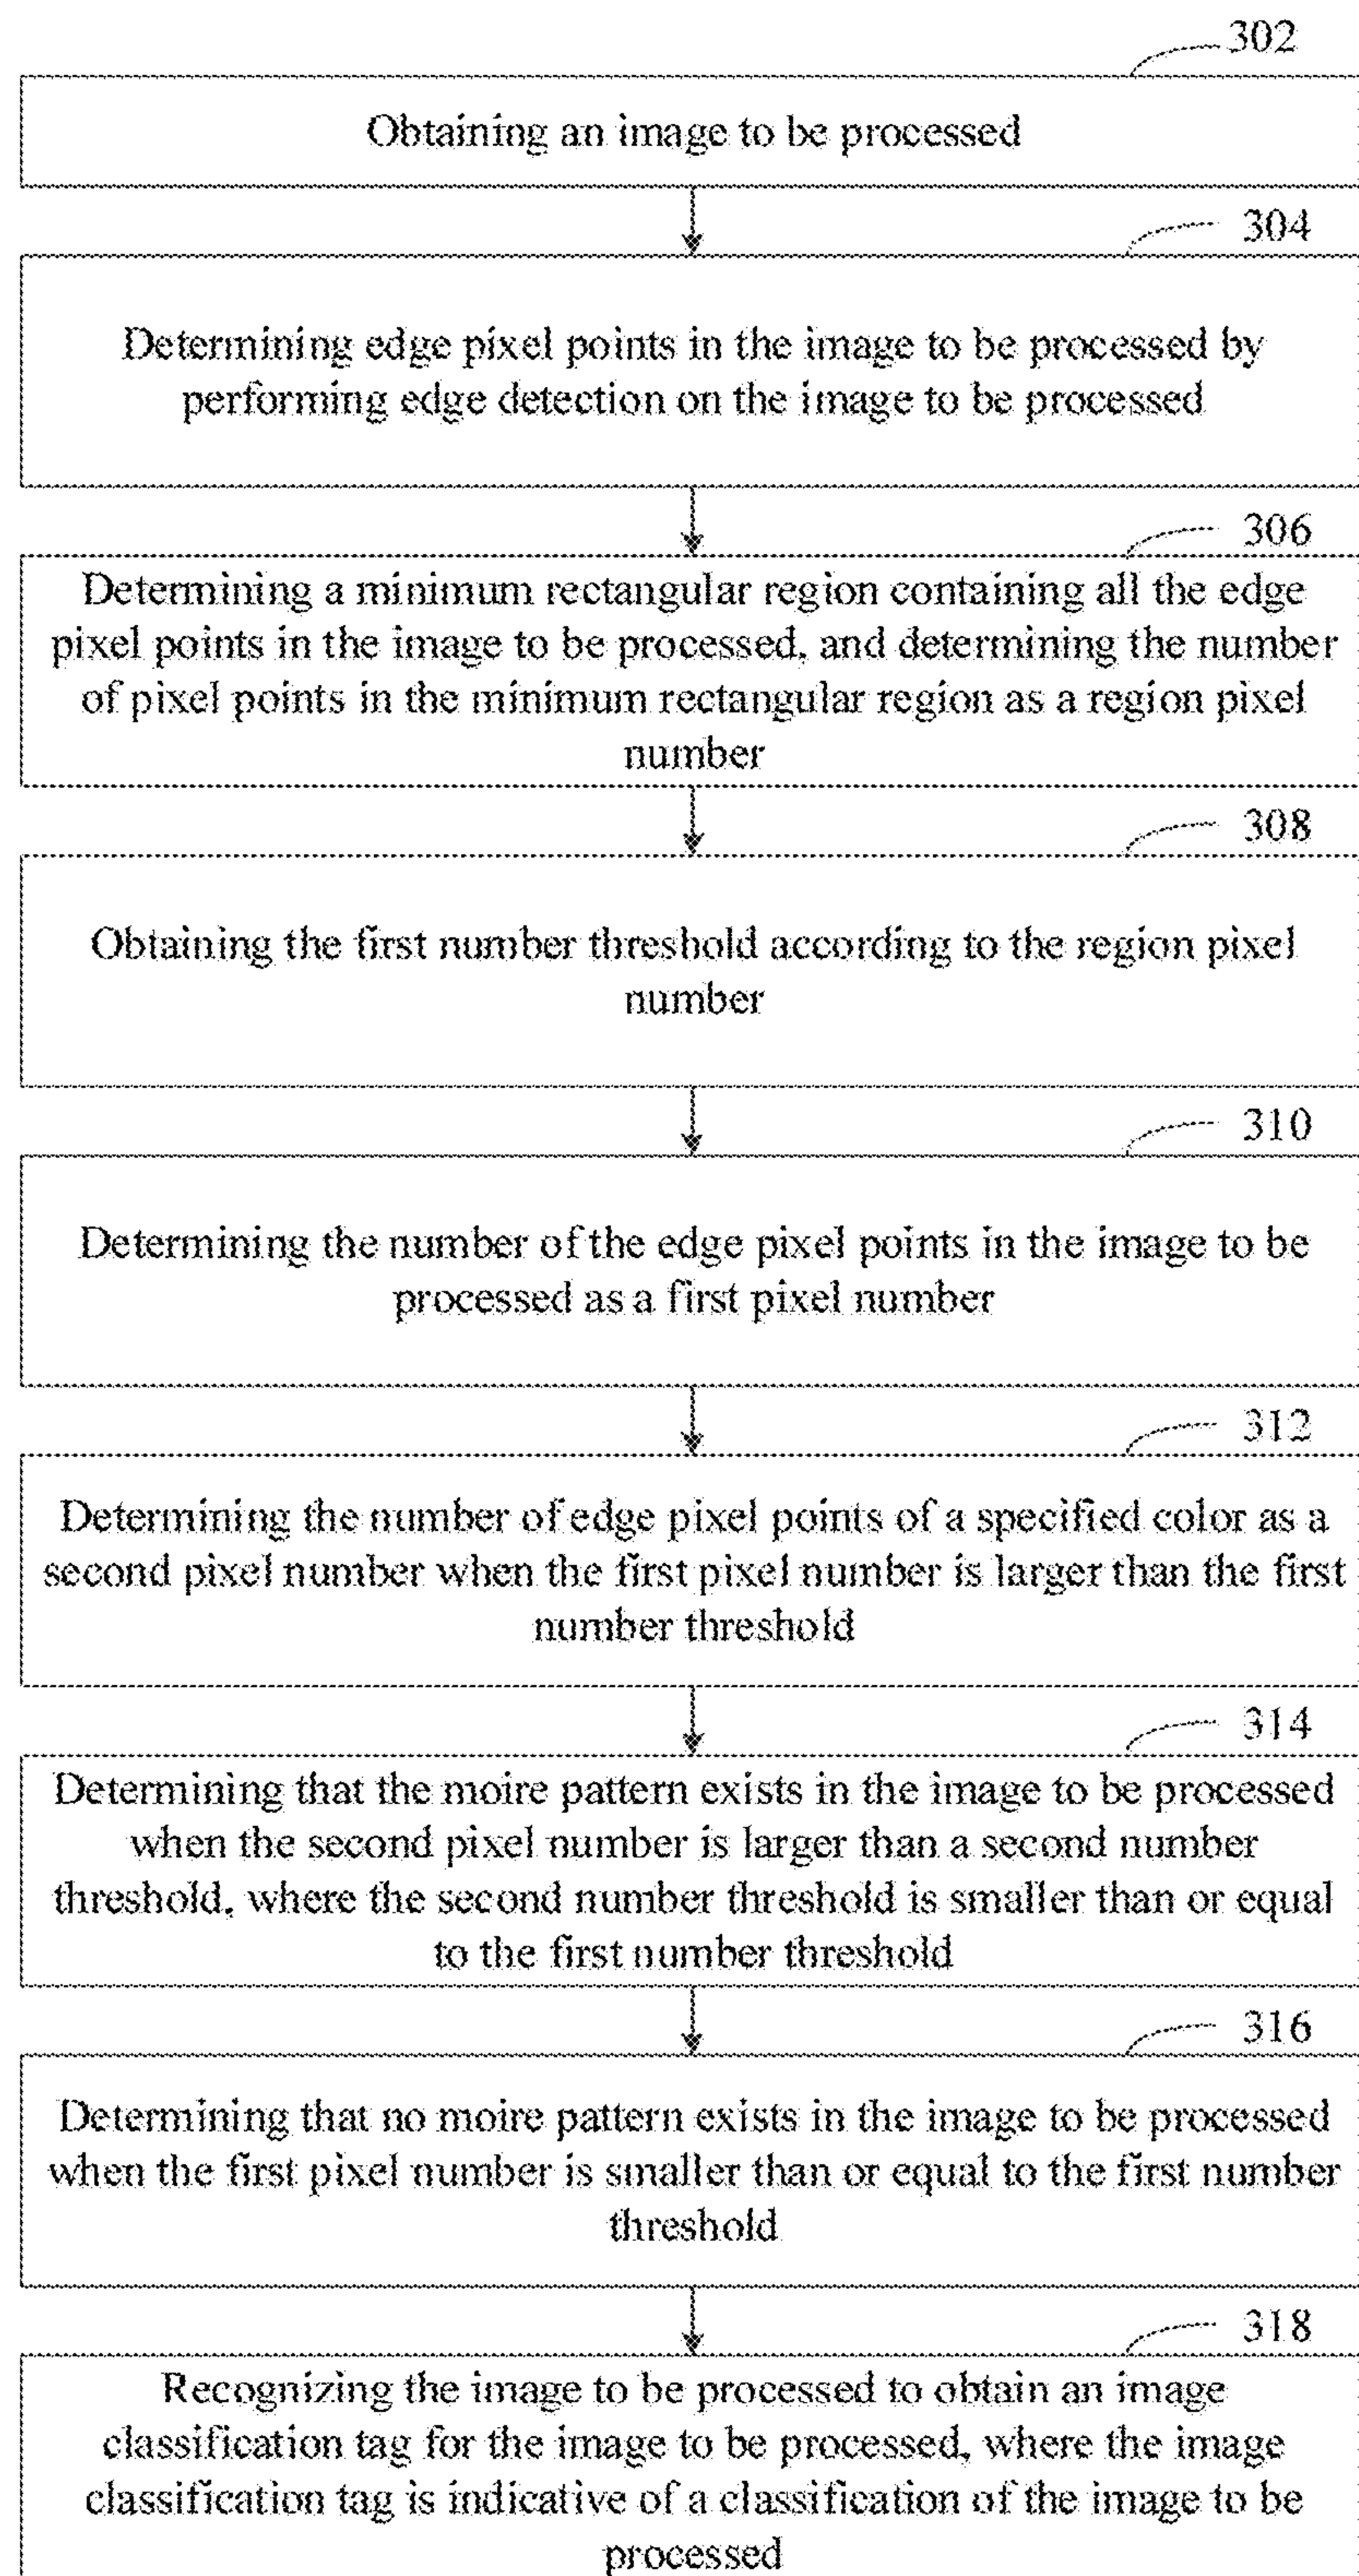 302
Obtaining an image to be processed
304
Determining edge pixel points in the image to be processed by
performing edge detection on the image to be processed
306
Determining a minimum rectangular region containing all the edge
pixel points in the image to be processed, and determining the number
of pixel points in the minimum rectangular region as a region pixel
number
308
Obtaining the first number threshold according to the region pixel
number
310
Determining the number of the edge pixel points in the image to be
processed as a first pixel number
312
Determining the number of edge pixel points of a specified color as a
second pixel number when the first pixel number is larger than the first
number threshold
314
Determining that the moire pattern exists in the image to be processed
when the second pixel number is larger than a second number
threshold, where the second number threshold is smaller than or equal
to the first number threshold
316
Determining that no moire pattern exists in the image to be processed
when the first pixel number is smaller than or equal to the first number
threshold
318
Recognizing the image to be processed to obtain an image
classification tag for the image to be processed, where the image
classification tag is indicative of a classification of the image to be
processed